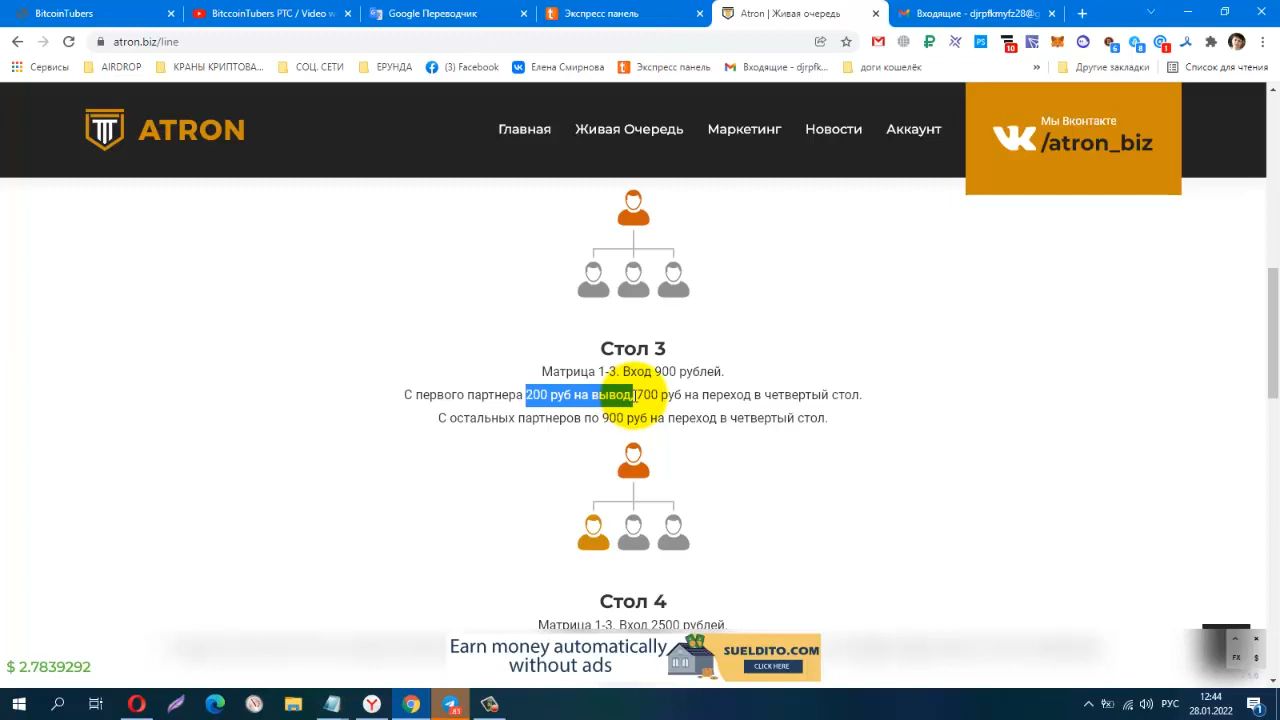 BitcoinTubers
BitcoinTubers PTC / Video w
Google Переводчик
Экспресс панель
Atron | Живая очередь
Входящие - djrpfkmyfz28@g
atron.biz/line
Сервисы
AIRDROP
КРАНЫ КРИПТОВА...
СОЦ. СЕТИ
ЕРУНДА
(3) Facebook
Елена Смирнова
Экспресс панель
Входящие - djrpfk...
доги кошелёк
»
Другие закладки
Список для чтения
ATRON
Главная
Живая Очередь
Маркетинг
Новости
Аккаунт
Мы Вконтакте
/atron_biz
Стол 3
Матрица 1-3. Вход 900 рублей.
С первого партнера 200 руб на вывод, 700 руб на переход в четвертый стол.
С остальных партнеров по 900 руб на переход в четвертый стол.
Стол 4
Матрица 1-3. Вход 2500 рублей.
Earn money automatically
without ads
SUELDITO.COM
CLICK HERE
$ 2.7839292
FX $
РУС
12:44
28.01.2022